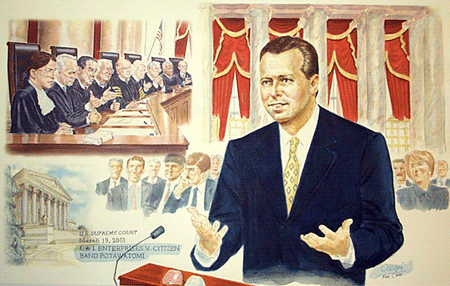 U.S. SUPREME COURT
March 19, 2001
C & L ENTERPRISES V. CITIZEN
BAND POTAWATOMI